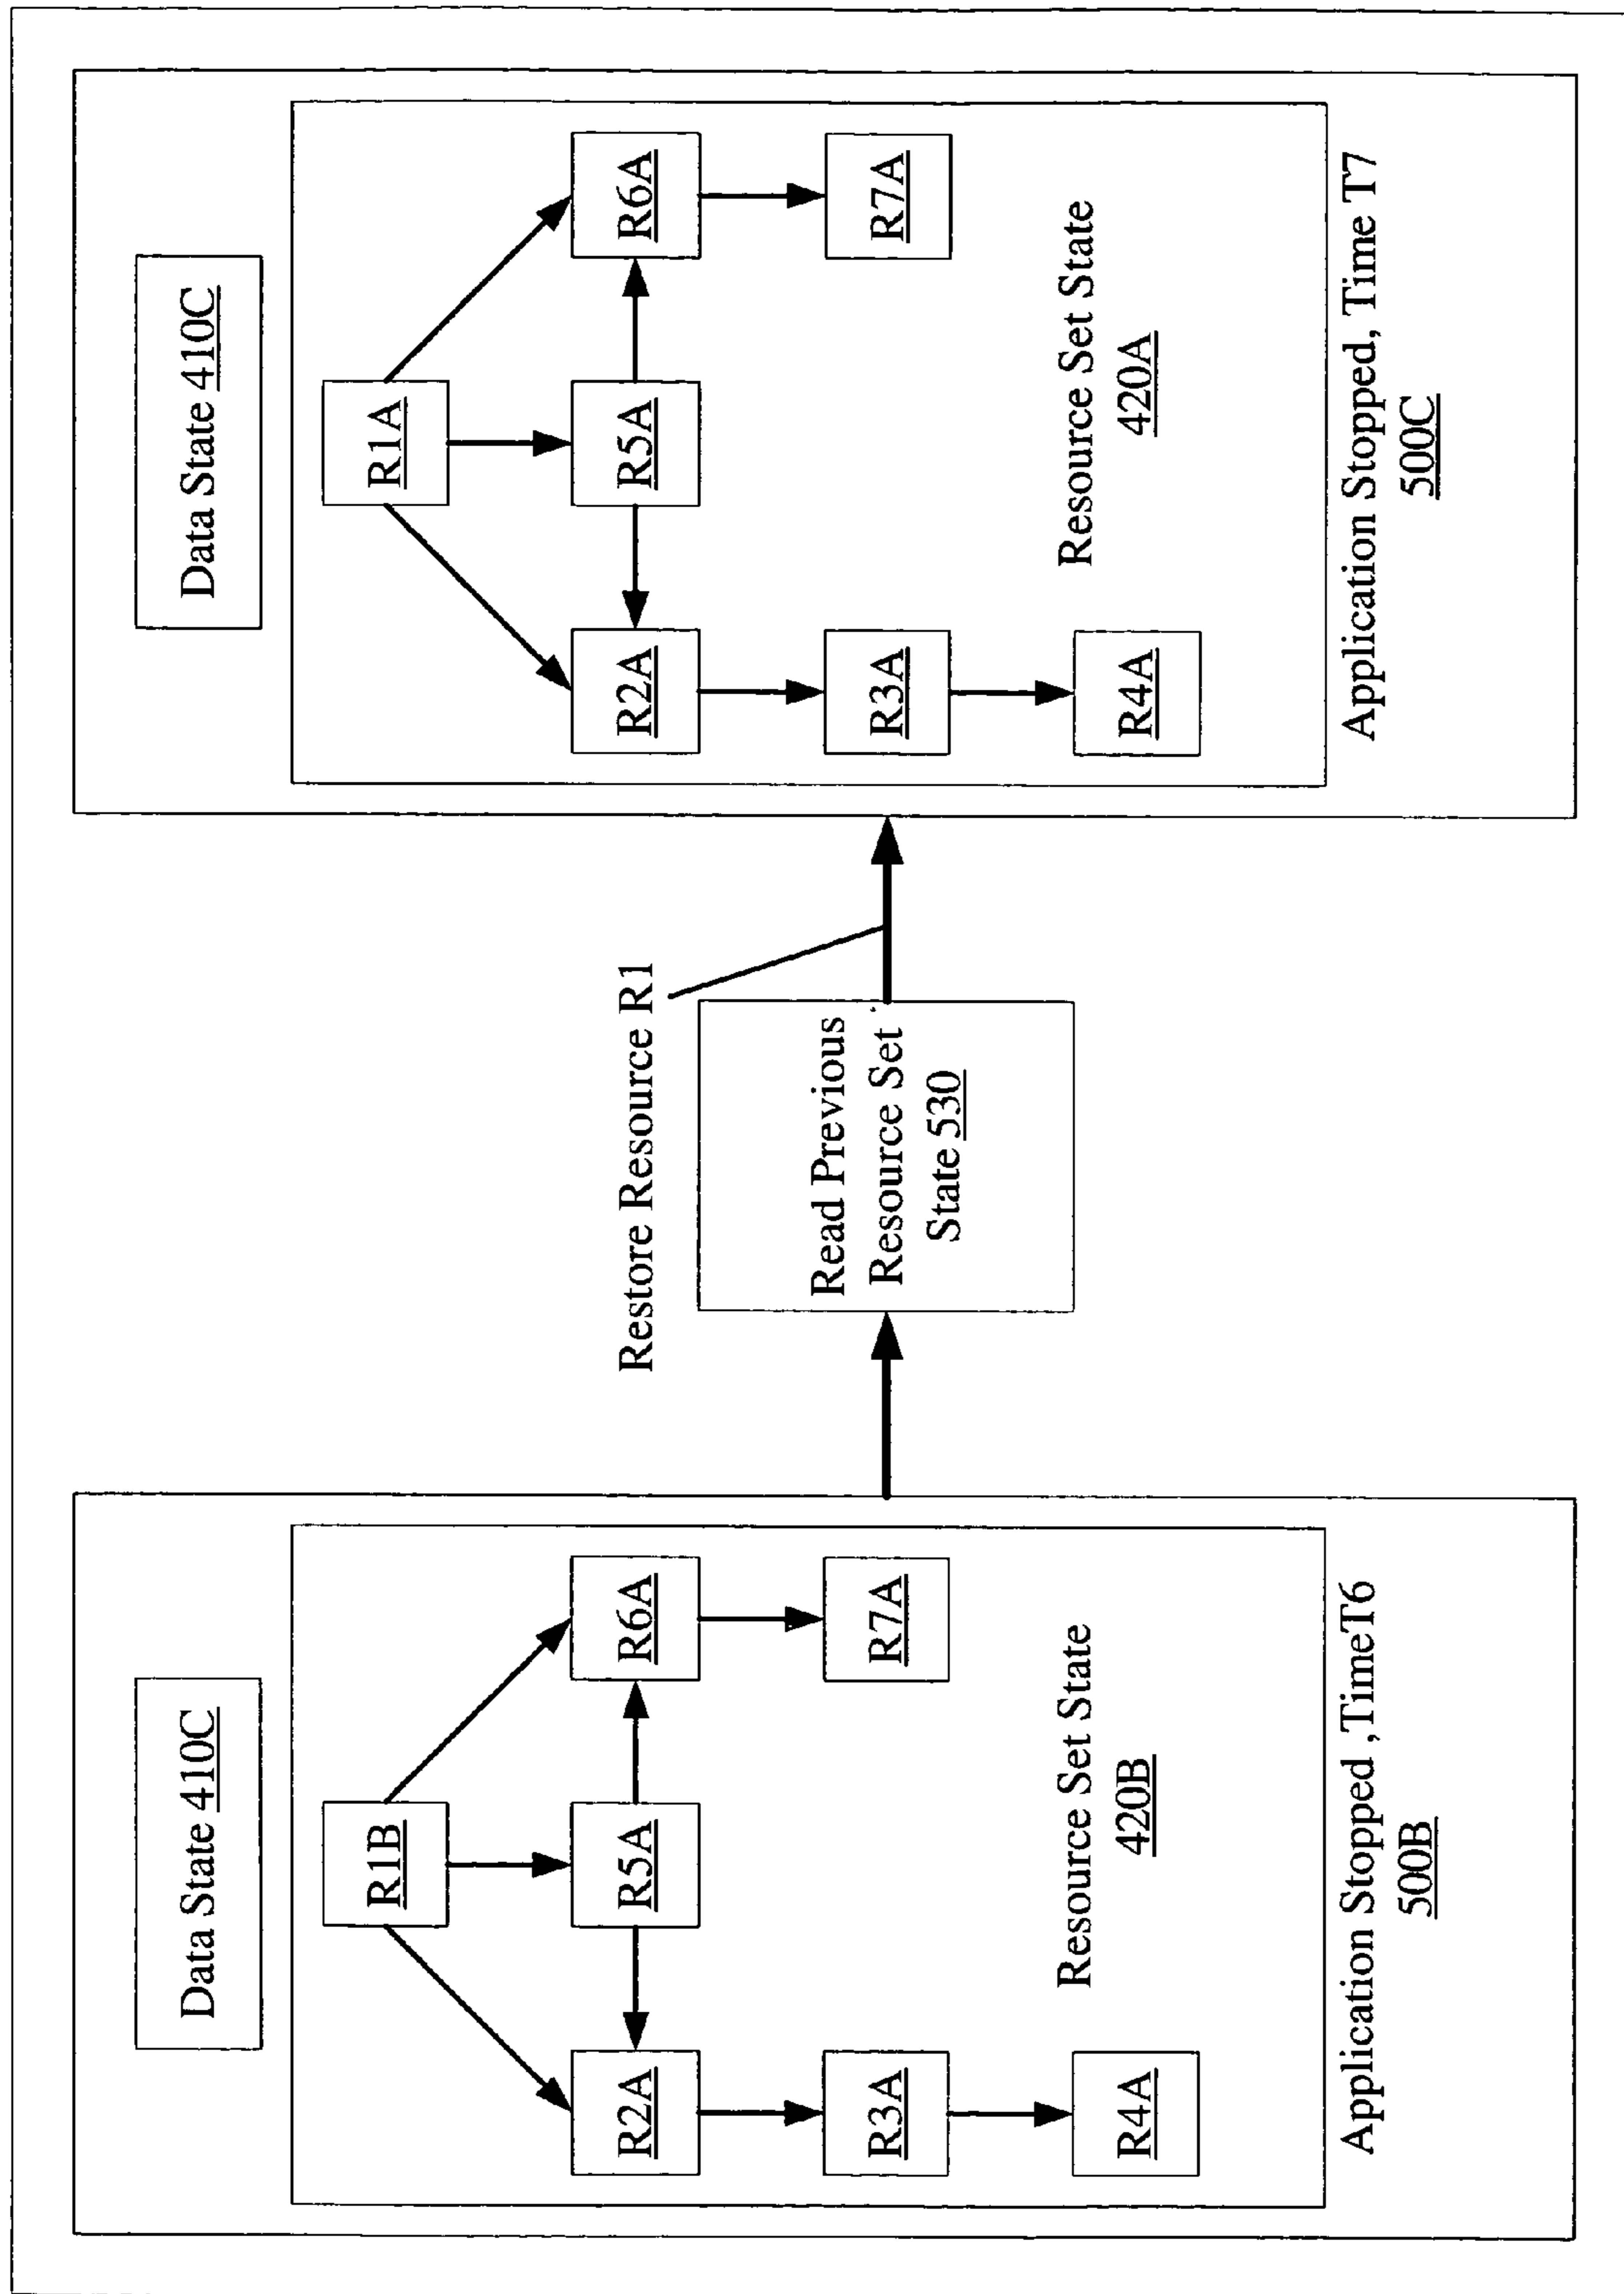 Data State 410C
R1B
R2A
R5A
R6A
R3A
R7A
R4A
Resource Set State
420B
Application Stopped ,TimeT6
500B
Restore Resource R1
Read Previous
Resource Set
State 530
Data State 410C
R1A
R2A
R5A
R6A
R3A
R7A
R4A
Resource Set State
420A
Application Stopped, Time T7
500C